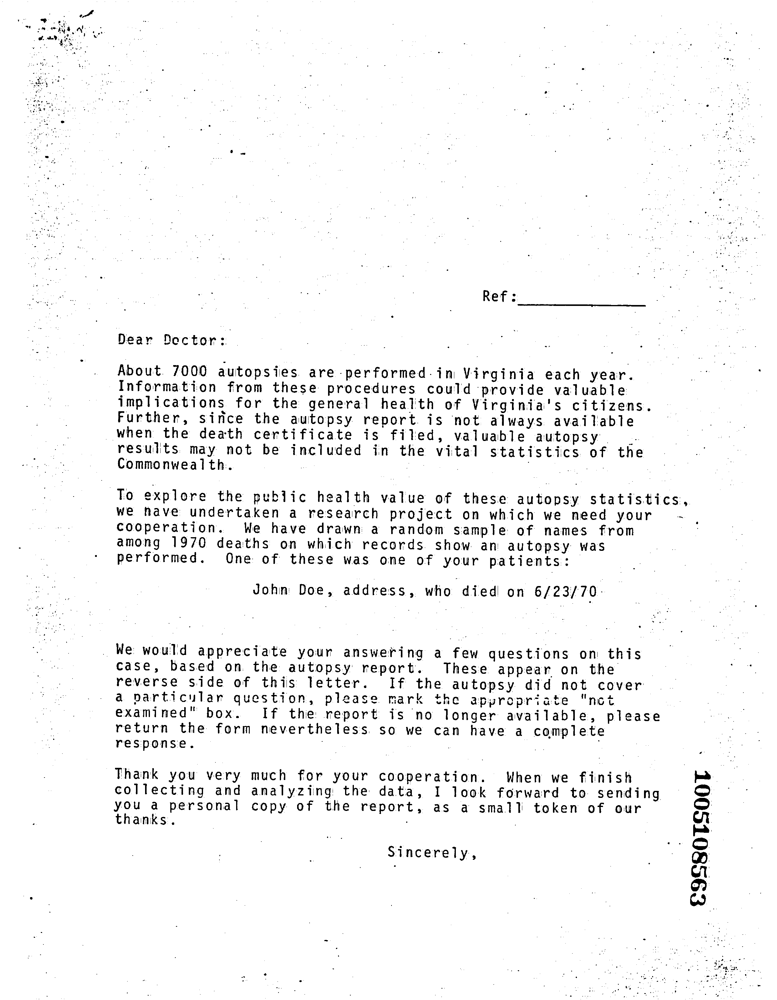 Ref:
Dear Doctor:
About 7000 autopsies are performed in Virginia each year.
Information from these procedures could provide valuable
implications for the general health of Virginia's citizens.
Further, since the autopsy report is not always available
when the death certificate is filed, valuable autopsy
results may not be included in the vital statistics of the
Commonwealth.
To explore the public health value of these autopsy statistics,
we have undertaken a research project on which we need your
cooperation. We have drawn a random sample of names from
among 1970 deaths on which records show an autopsy was
performed. One of these was one of your patients:
John Doe, address, who died on 6/23/70
We would appreciate your answering a few questions on this
case, based on the autopsy report. These appear on the
reverse side of this letter. If the autopsy did not cover
a particular question, please mark the appropriate "not
examined" box. If the report is no longer available, please
return the form nevertheless so we can have a complete
response.
Thank you very much for your cooperation. When we finish
collecting and analyzing the data, I look forward to sending
you a personal copy of the report, as a small token of our
thanks.
Sincerely,
1005108563